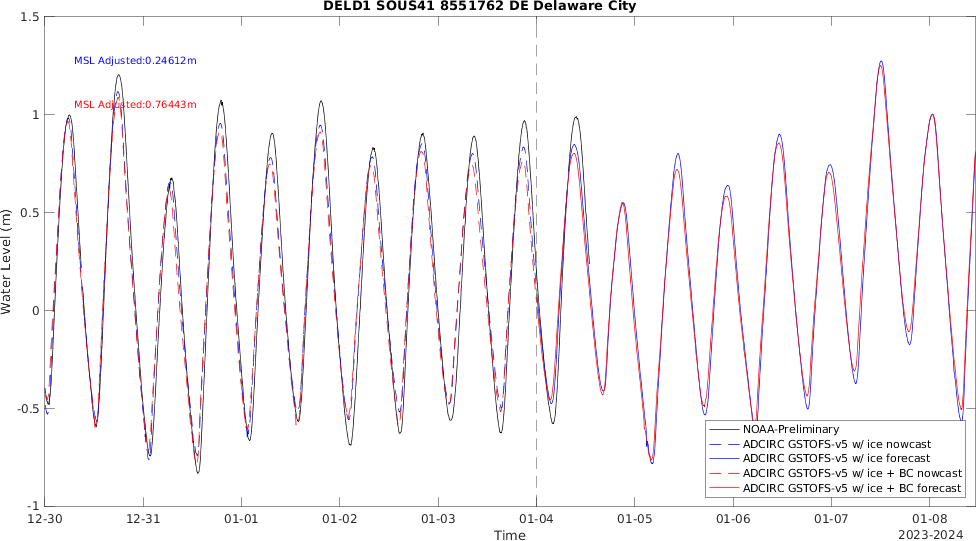 DELD1 SOUS41 8551762 DE Delaware City
1.5
MSL Adjusted:0.24612m
MSL Adjusted:0.76443m
1
0.5
0
-0.5
-1
Water Level (m)
NOAA-Preliminary
ADCIRC GSTOFS-v5 w/ ice nowcast
ADCIRC GSTOFS-v5 w/ ice forecast
ADCIRC GSTOFS-v5 w/ ice + BC nowcast
ADCIRC GSTOFS-v5 w/ ice + BC forecast
12-30 12-31 01-01 01-02 01-03 01-04 01-05 01-06 01-07 01-08
Time
2023-2024